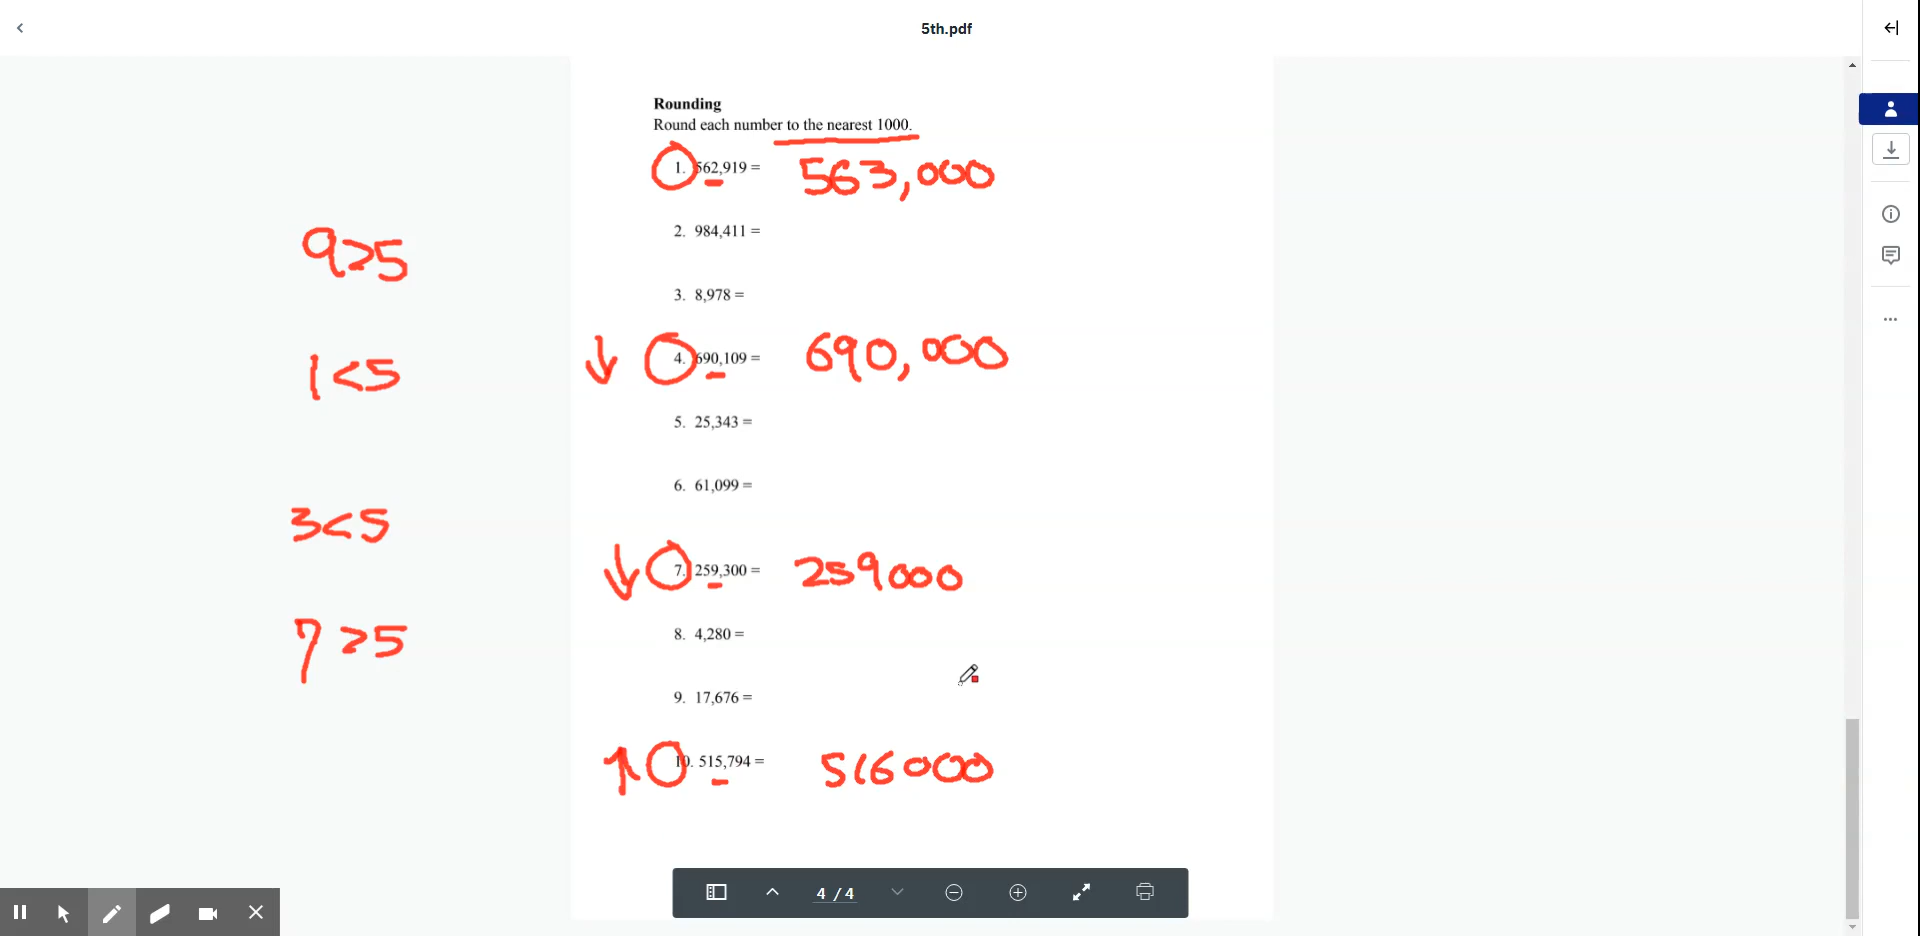 5th.pdf
Rounding
Round each number to the nearest 1000.
1. 562,919 = 563,000
2. 984,411 =
9>5
3. 8,978 =
4. 690,109 = 690,000
1<5
5. 25,343 =
6. 61,099 =
3<5
7. 259,300 = 259000
8. 4,280 =
7>5
9. 17,676 =
10. 515,794 = 516000
4 / 4